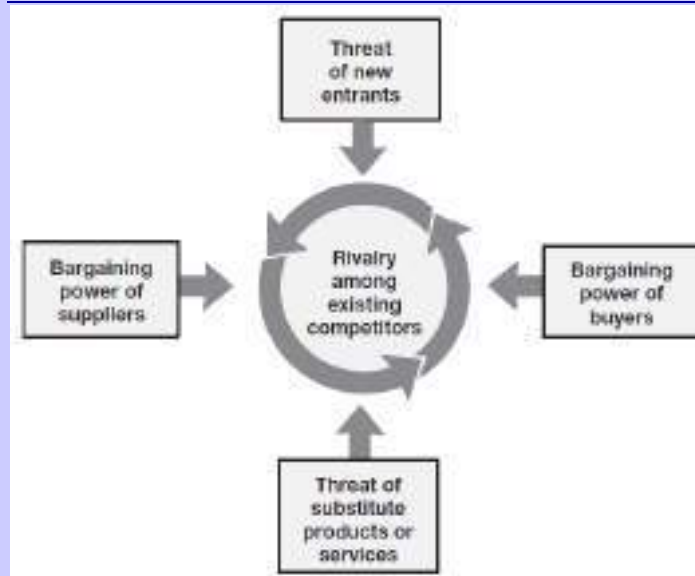 Threat
of new
entrants
Bargaining
power of
suppliers
Rivalry
among
existing
competitors
Bargaining
power of
buyers
Threat of
substitute
products or
services